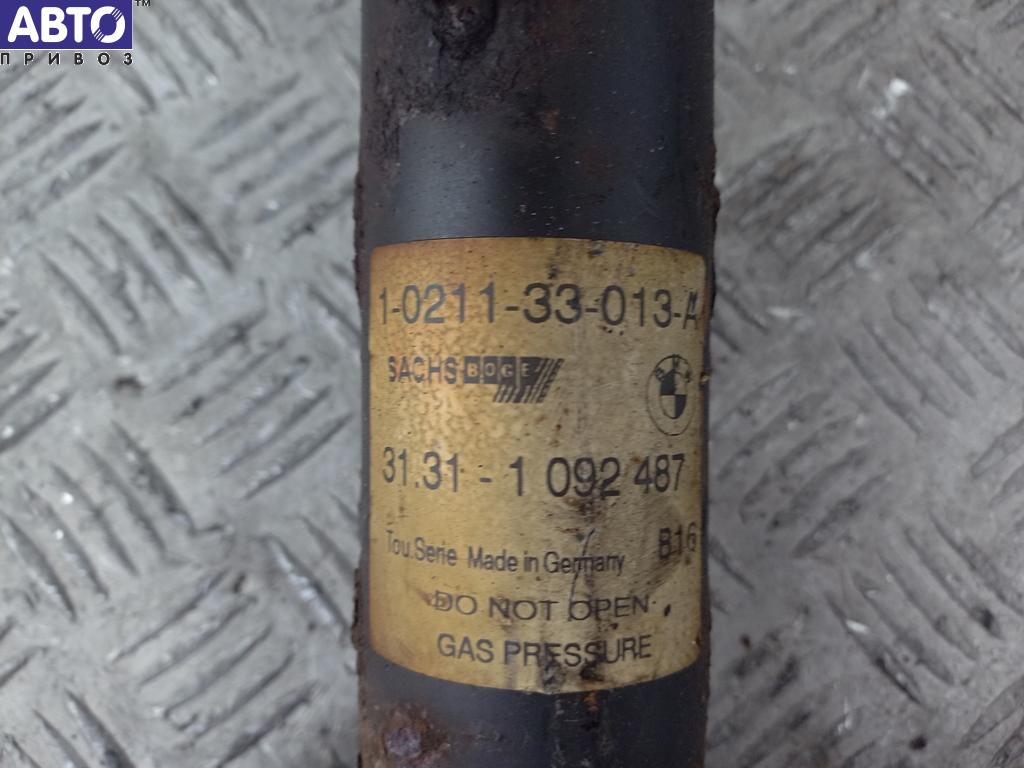 АВТО™
ПРИВОЗ
1-0211-33-013-A
SACHS BOGE
31.31 - 1 092 487
Tou.Serie Made in Germany B16
DO NOT OPEN
GAS PRESSURE